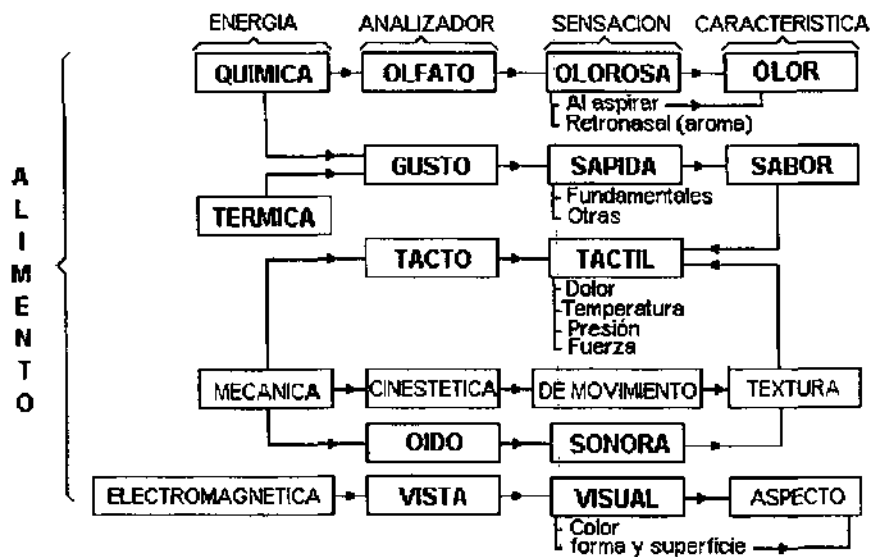 ENERGIA ANALIZADOR SENSACION CARACTERISTICA
QUIMICA OLFATO OLOROSA OLOR
Al aspirar
Retronasal (aroma)
GUSTO SAPIDA SABOR
Fundamentales
Otras
TERMICA
TACTO TACTIL
Dolor
Temperatura
Presión
Fuerza
MECANICA CINESTETICA DE MOVIMIENTO TEXTURA
OIDO SONORA
ELECTROMAGNETICA VISTA VISUAL ASPECTO
Color
forma y superficie
ALIMENTO